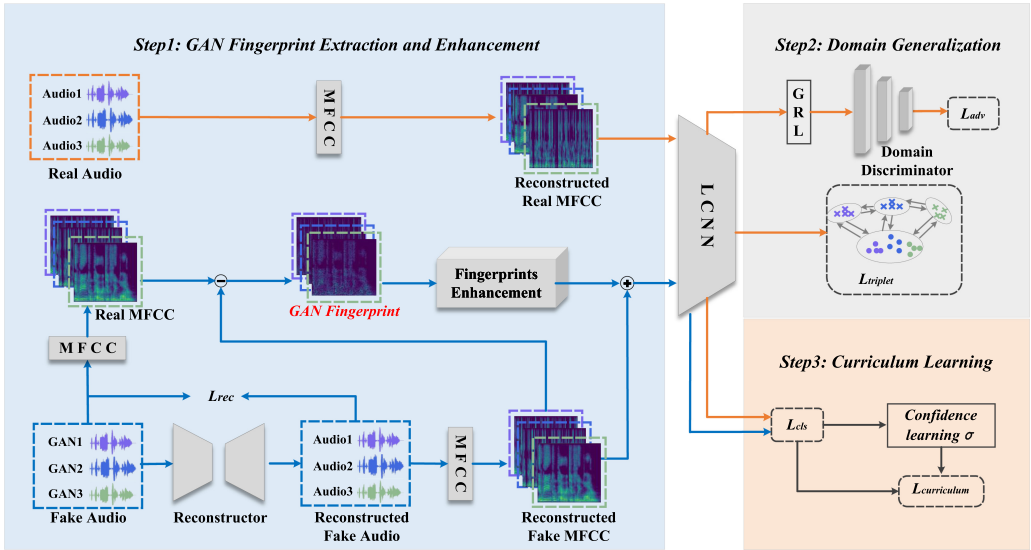 Step1: GAN Fingerprint Extraction and Enhancement
Audio1
Audio2
Audio3
Real Audio
MFCC
Reconstructed
Real MFCC
Real MFCC
GAN Fingerprint
Fingerprints
Enhancement
MFCC
Lrec
GAN1
GAN2
GAN3
Fake Audio
Reconstructor
Audio1
Audio2
Audio3
Reconstructed
Fake Audio
MFCC
Reconstructed
Fake MFCC
LCNN
Step2: Domain Generalization
GRL
Ladv
Domain
Discriminator
Ltriplet
Step3: Curriculum Learning
Lcls
Confidence
learning σ
Lcurriculum